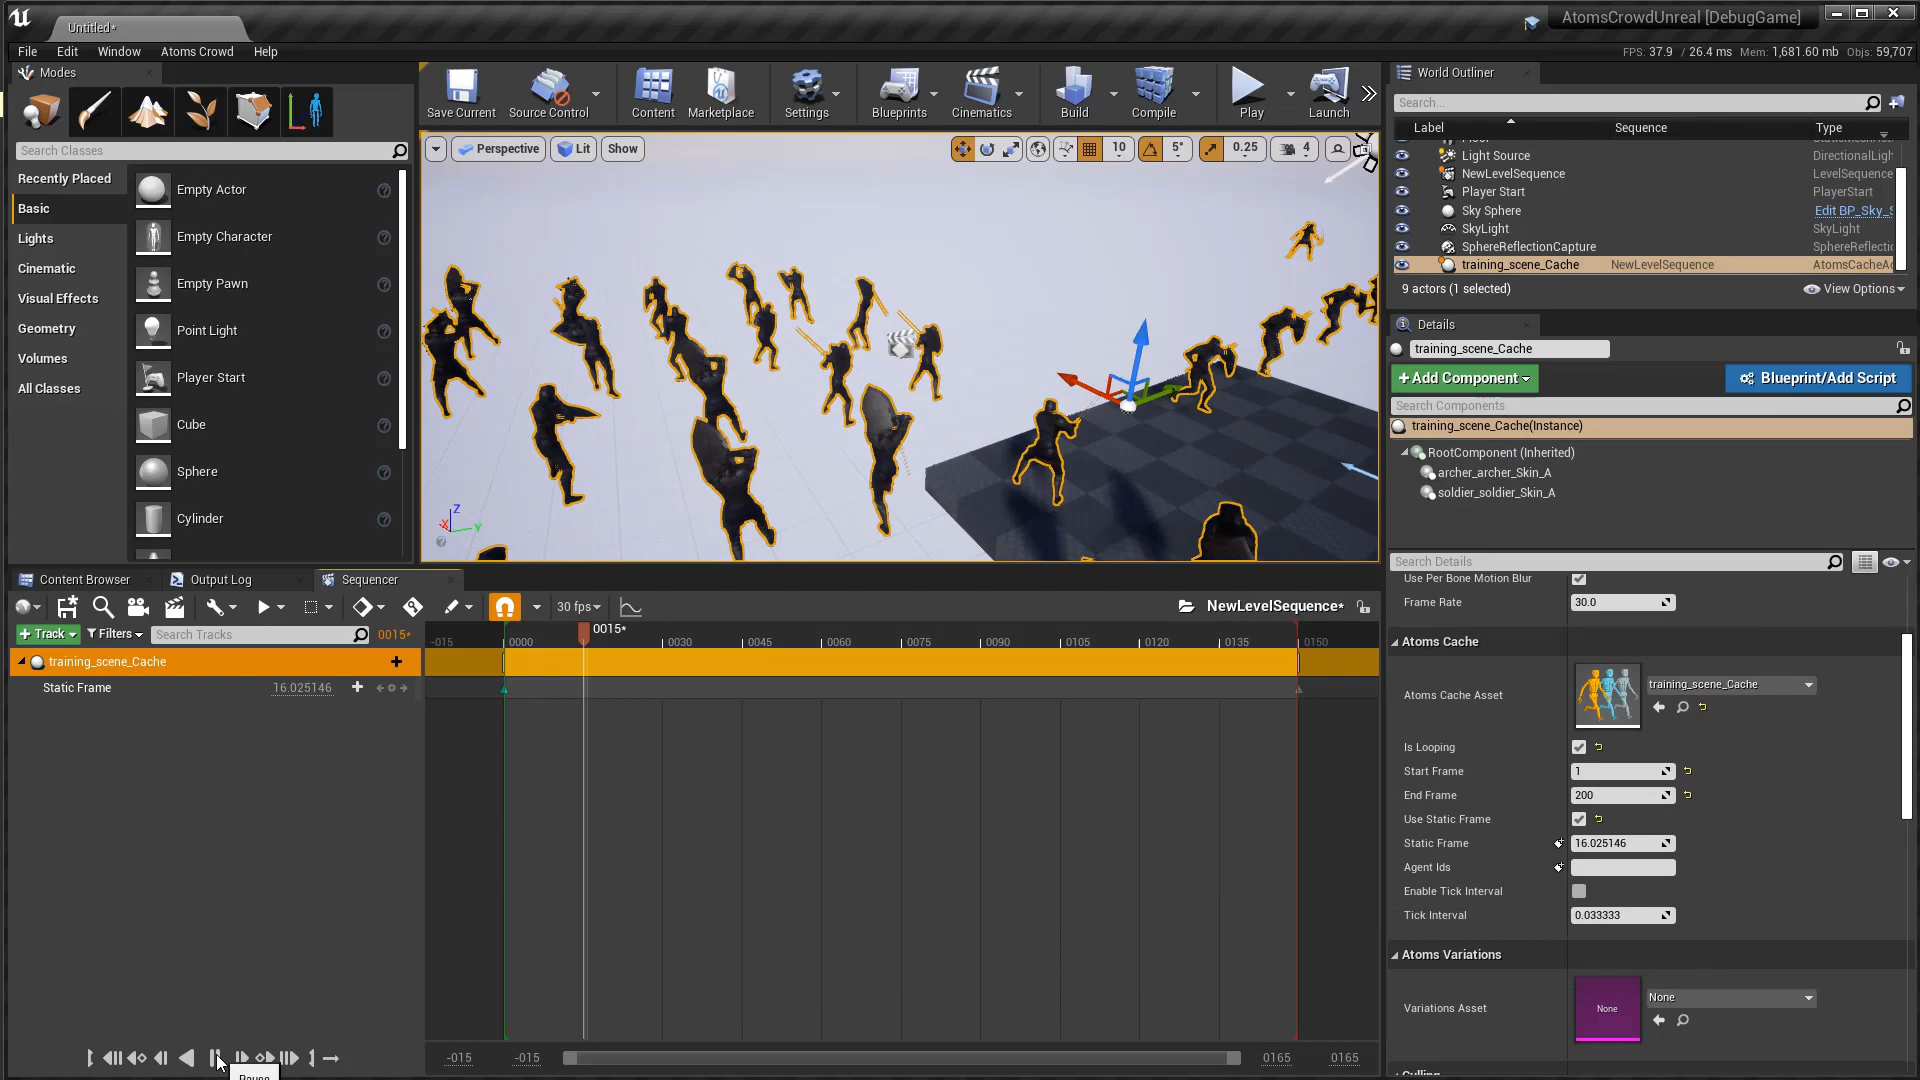 Untitled*
AtomsCrowdUnreal [DebugGame]
File Edit Window Atoms Crowd Help
FPS: 37.9 / 26.4 ms Mem: 1,681.60 mb Objs: 59,707
Modes
Search Classes
Recently Placed
Basic
Lights
Cinematic
Visual Effects
Geometry
Volumes
All Classes
Empty Actor
Empty Character
Empty Pawn
Point Light
Player Start
Cube
Sphere
Cylinder
Save Current
Source Control
Content
Marketplace
Settings
Blueprints
Cinematics
Build
Compile
Play
Launch
Perspective
Lit
Show
10
5°
0.25
4
Z
X
Y
World Outliner
Search...
Label Sequence Type
Light Source DirectionalLigh
NewLevelSequence LevelSequence
Player Start PlayerStart
Sky Sphere Edit BP_Sky_S
SkyLight SkyLight
SphereReflectionCapture SphereReflectic
training_scene_Cache NewLevelSequence AtomsCacheAc
9 actors (1 selected)
View Options
Details
training_scene_Cache
+Add Component
Blueprint/Add Script
Search Components
training_scene_Cache(Instance)
RootComponent (Inherited)
archer_archer_Skin_A
soldier_soldier_Skin_A
Search Details
Use Per Bone Motion Blur
Frame Rate 30.0
Atoms Cache
Atoms Cache Asset training_scene_Cache
Is Looping
Start Frame 1
End Frame 200
Use Static Frame
Static Frame 16.025146
Agent Ids
Enable Tick Interval
Tick Interval 0.033333
Atoms Variations
Variations Asset None None
Culling
Content Browser
Output Log
Sequencer
30 fps
NewLevelSequence*
+ Track
Filters
Search Tracks
0015*
-015 0000 0015* 0030 0045 0060 0075 0090 0105 0120 0135 0150
training_scene_Cache
Static Frame 16.025146
-015 -015 0165 0165
Pause